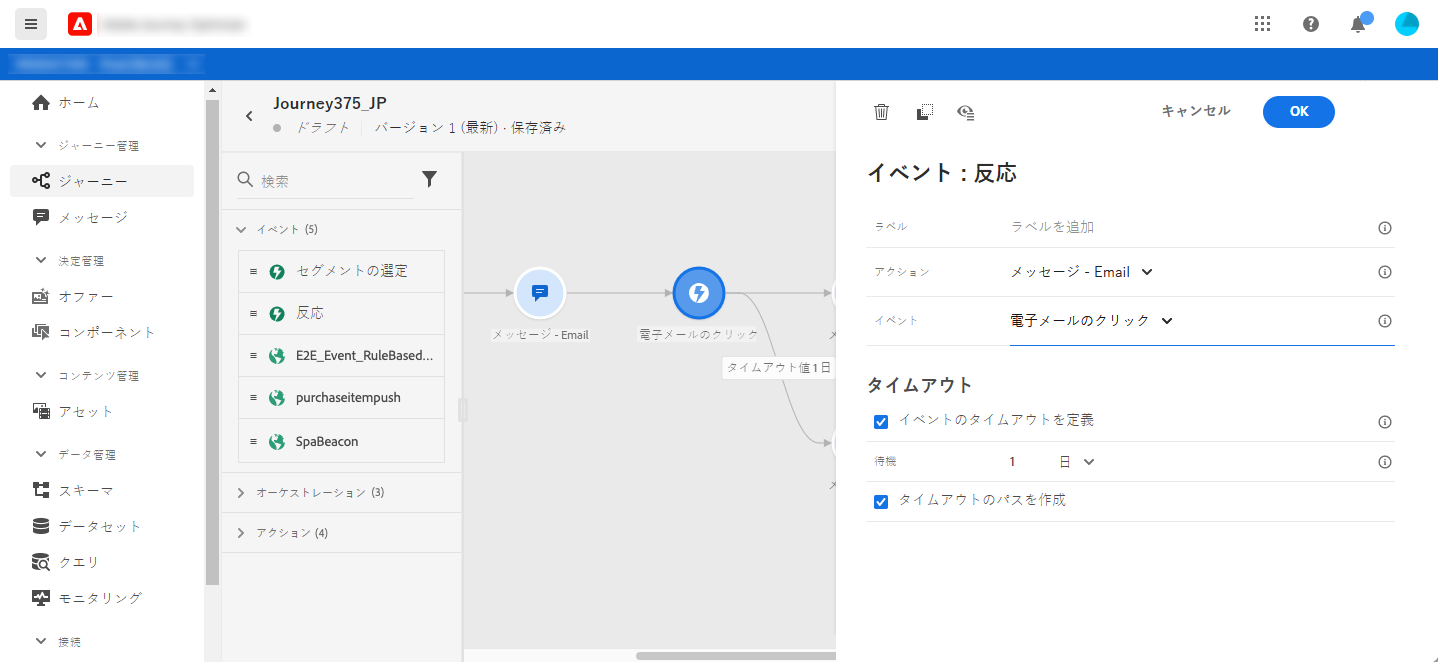 ホーム
ジャーニー管理
ジャーニー
メッセージ
決定管理
オファー
コンポーネント
コンテンツ管理
アセット
データ管理
スキーマ
データセット
クエリ
モニタリング
接続
Journey375_JP
ドラフト バージョン 1 (最新) · 保存済み
検索
イベント (5)
セグメントの選定
反応
E2E_Event_RuleBased...
purchaseitempush
SpaBeacon
オーケストレーション (3)
アクション (4)
メッセージ - Email
電子メールのクリック
タイムアウト値 1 日
キャンセル
OK
イベント : 反応
ラベル ラベルを追加
アクション メッセージ - Email
イベント 電子メールのクリック
タイムアウト
イベントのタイムアウトを定義
待機 1 日
タイムアウトのパスを作成